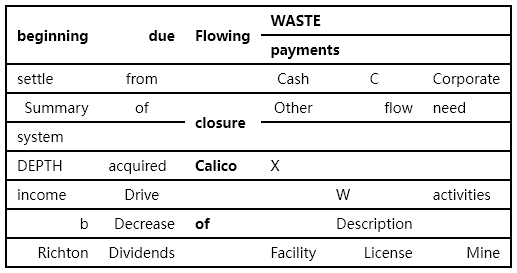 WASTE
beginning due Flowing
payments
settle from Cash C Corporate
Summary of Other flow need
closure
system
DEPTH acquired Calico X
income Drive W activities
b Decrease of Description
Richton Dividends Facility License Mine